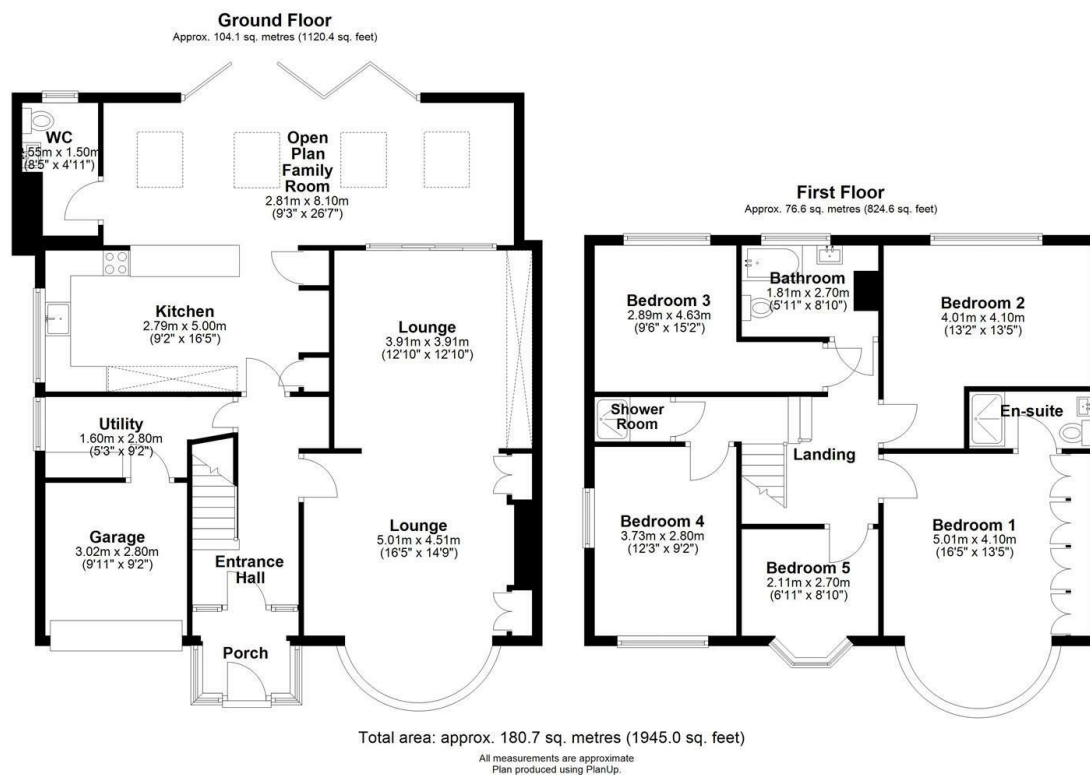 Ground Floor
Approx. 104.1 sq. metres (1120.4 sq. feet)
WC
.55m x 1.50m
(8'5" x 4'11")
Open
Plan
Family
Room
2.81m x 8.10m
(9'3" x 26'7")
Kitchen
2.79m x 5.00m
(9'2" x 16'5")
Lounge
3.91m x 3.91m
(12'10" x 12'10")
Utility
1.60m x 2.80m
(5'3" x 9'2")
Garage
3.02m x 2.80m
(9'11" x 9'2")
Entrance
Hall
Lounge
5.01m x 4.51m
(16'5" x 14'9")
Porch
First Floor
Approx. 76.6 sq. metres (824.6 sq. feet)
Bedroom 3
2.89m x 4.63m
(9'6" x 15'2")
Bathroom
1.81m x 2.70m
(5'11" x 8'10")
Bedroom 2
4.01m x 4.10m
(13'2" x 13'5")
Shower
Room
En-suite
Landing
Bedroom 4
3.73m x 2.80m
(12'3" x 9'2")
Bedroom 5
2.11m x 2.70m
(6'11" x 8'10")
Bedroom 1
5.01m x 4.10m
(16'5" x 13'5")
Total area: approx. 180.7 sq. metres (1945.0 sq. feet)
All measurements are approximate
Plan produced using PlanUp.